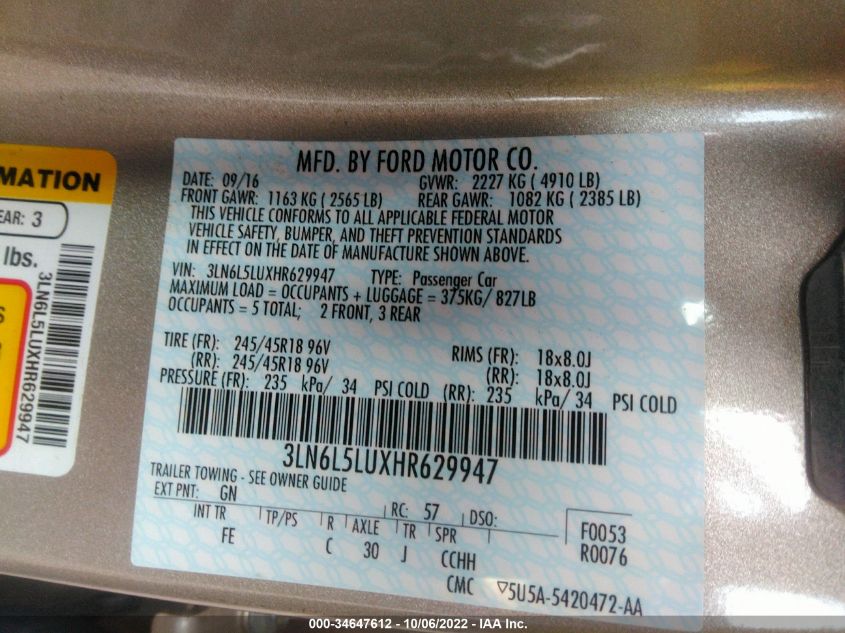 MATION
EAR: 3
lbs.
S
3LN6L5LUXHR629947
MFD. BY FORD MOTOR CO.
DATE: 09/16 GVWR: 2227 KG ( 4910 LB)
FRONT GAWR: 1163 KG ( 2565 LB) REAR GAWR: 1082 KG ( 2385 LB)
THIS VEHICLE CONFORMS TO ALL APPLICABLE FEDERAL MOTOR
VEHICLE SAFETY, BUMPER, AND THEFT PREVENTION STANDARDS
IN EFFECT ON THE DATE OF MANUFACTURE SHOWN ABOVE.
VIN: 3LN6L5LUXHR629947 TYPE: Passenger Car
MAXIMUM LOAD = OCCUPANTS + LUGGAGE = 375KG/ 827LB
OCCUPANTS = 5 TOTAL; 2 FRONT, 3 REAR
TIRE (FR): 245/45R18 96V RIMS (FR): 18x8.0J
(RR): 245/45R18 96V (RR): 18x8.0J
PRESSURE (FR): 235 kPa/ 34 PSI COLD (RR): 235 kPa/ 34 PSI COLD
3LN6L5LUXHR629947
TRAILER TOWING - SEE OWNER GUIDE
EXT PNT: GN RC: 57 DSO: F0053
INT TR TP/PS R AXLE TR SPR R0076
FE C 30 J CCHH
CMC ▽5U5A-5420472-AA
000-34647612 - 10/06/2022 - IAA Inc.